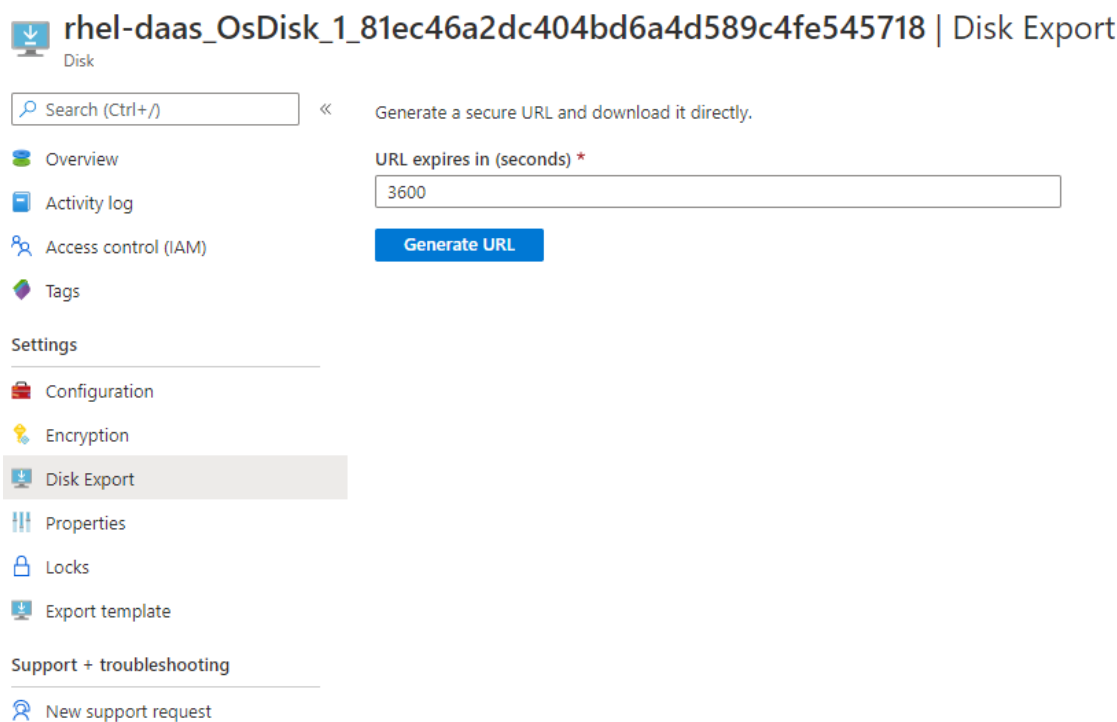 rhel-daas_OsDisk_1_81ec46a2dc404bd6a4d589c4fe545718 | Disk Export
Disk
Search (Ctrl+/)
«
Overview
Activity log
Access control (IAM)
Tags
Settings
Configuration
Encryption
Disk Export
Properties
Locks
Export template
Support + troubleshooting
New support request
Generate a secure URL and download it directly.
URL expires in (seconds) *
3600
Generate URL